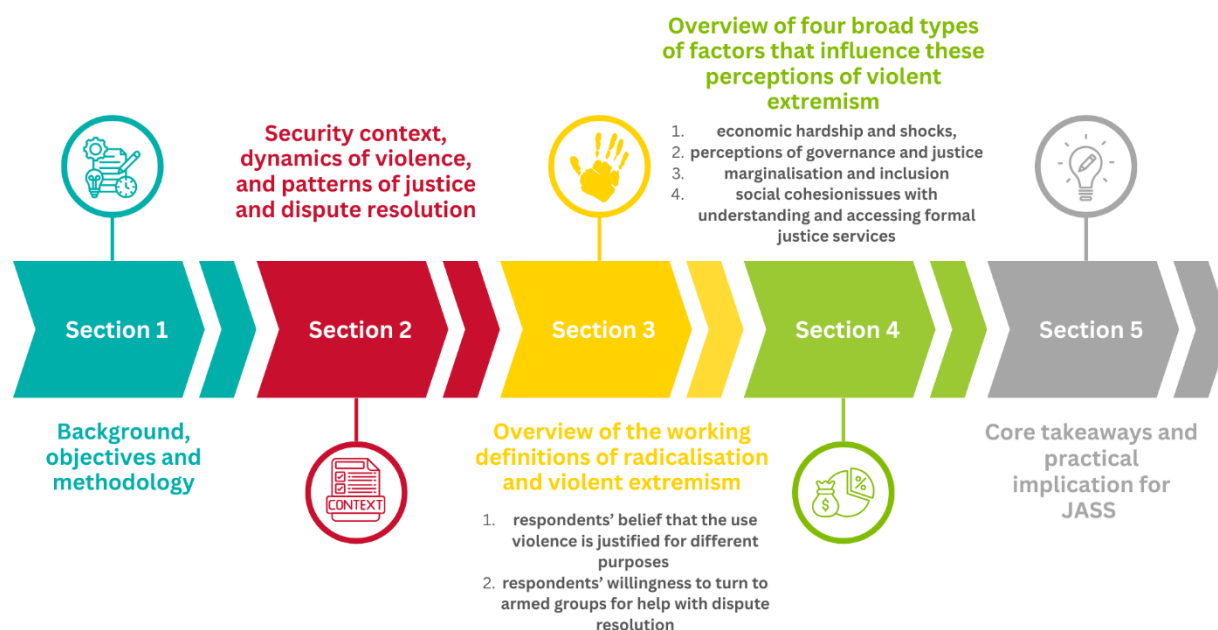 Overview of four broad types
of factors that influence these
perceptions of violent
extremism
1. economic hardship and shocks,
2. perceptions of governance and justice
3. marginalisation and inclusion
4. social cohesionissues with
understanding and accessing formal
justice services
Security context,
dynamics of violence,
and patterns of justice
and dispute resolution
Section 1
Section 2
Section 3
Section 4
Section 5
Background,
objectives and
methodology
CONTEXT
Overview of the working
definitions of radicalisation
and violent extremism
1. respondents’ belief that the use
violence is justified for different
purposes
2. respondents’ willingness to turn to
armed groups for help with dispute
resolution
$
%
Core takeaways and
practical
implication for
JASS